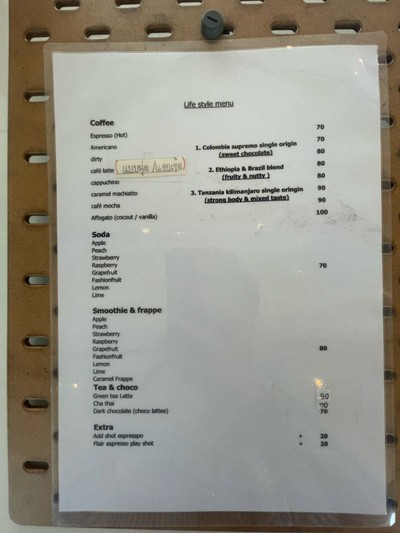 Life style menu
Coffee
Espresso (Hot) 70
Americano 1. Colombia supremo single origin 70
(sweet chocolate)
dirty 80
café latte 2. Ethiopia & Brazil blend 80
(fruity & nutty )
cappuchino 80
caramel machiatto 3. Tanzania kilimanjaro single oringin 90
(strong body & mixed taste)
café mocha 90
Affogato (cocout / vanilla) 100
Soda
Apple
Peach
Strawberry
Raspberry 70
Grapefruit
Fashionfruit
Lemon
Lime
Smoothie & frappe
Apple
Peach
Strawberry
Raspberry
Grapefruit 80
Fashionfruit
Lemon
Lime
Caramel Frappe
Tea & choco
Green tea Latte 90
Cha thai 90
Dark chocolate (choco lattee) 70
Extra
Add shot espresspo + 20
Flair espresso play shot + 20